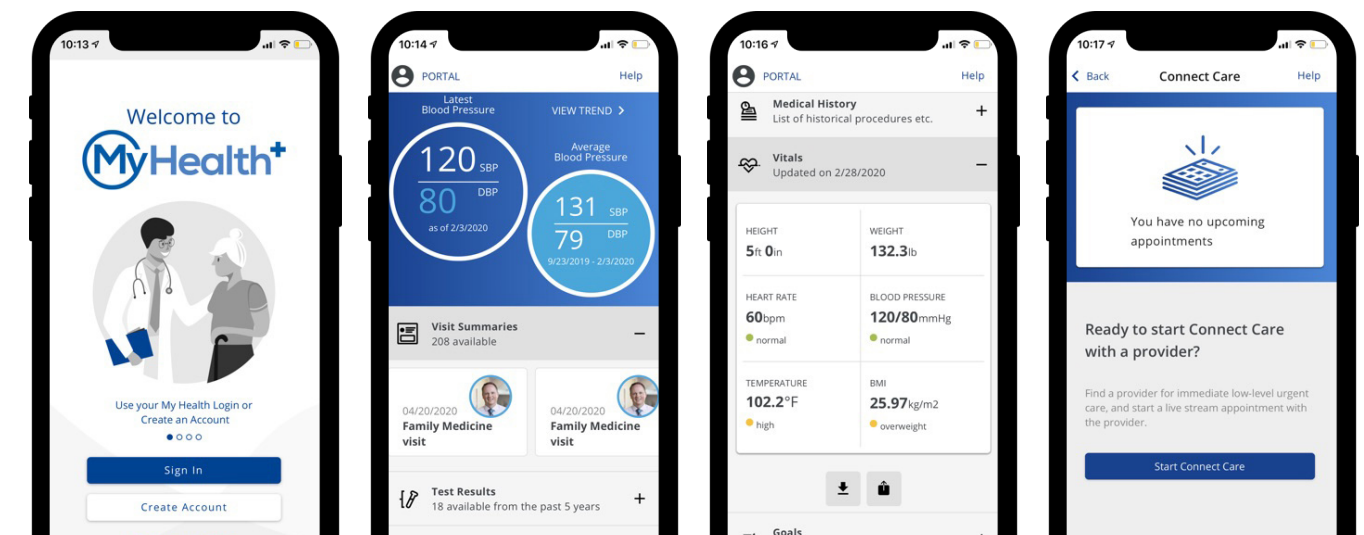 10:13
Welcome to
MyHealth+
Use your My Health Login or
Create an Account
Sign In
Create Account
10:14
PORTAL Help
Latest
Blood Pressure
VIEW TREND >
120 SBP
80 DBP
as of 2/3/2020
Average
Blood Pressure
131 SBP
79 DBP
9/23/2019 - 2/3/2020
Visit Summaries
208 available
04/20/2020
Family Medicine
visit
04/20/2020
Family Medicine
visit
Test Results
18 available from the past 5 years
10:16
PORTAL Help
Medical History
List of historical procedures etc.
Vitals
Updated on 2/28/2020
HEIGHT
5ft 0in
WEIGHT
132.3lb
HEART RATE
60bpm
normal
BLOOD PRESSURE
120/80mmHg
normal
TEMPERATURE
102.2°F
high
BMI
25.97kg/m2
overweight
Goals
10:17
Back Connect Care Help
You have no upcoming
appointments
Ready to start Connect Care
with a provider?
Find a provider for immediate low-level urgent
care, and start a live stream appointment with
the provider.
Start Connect Care